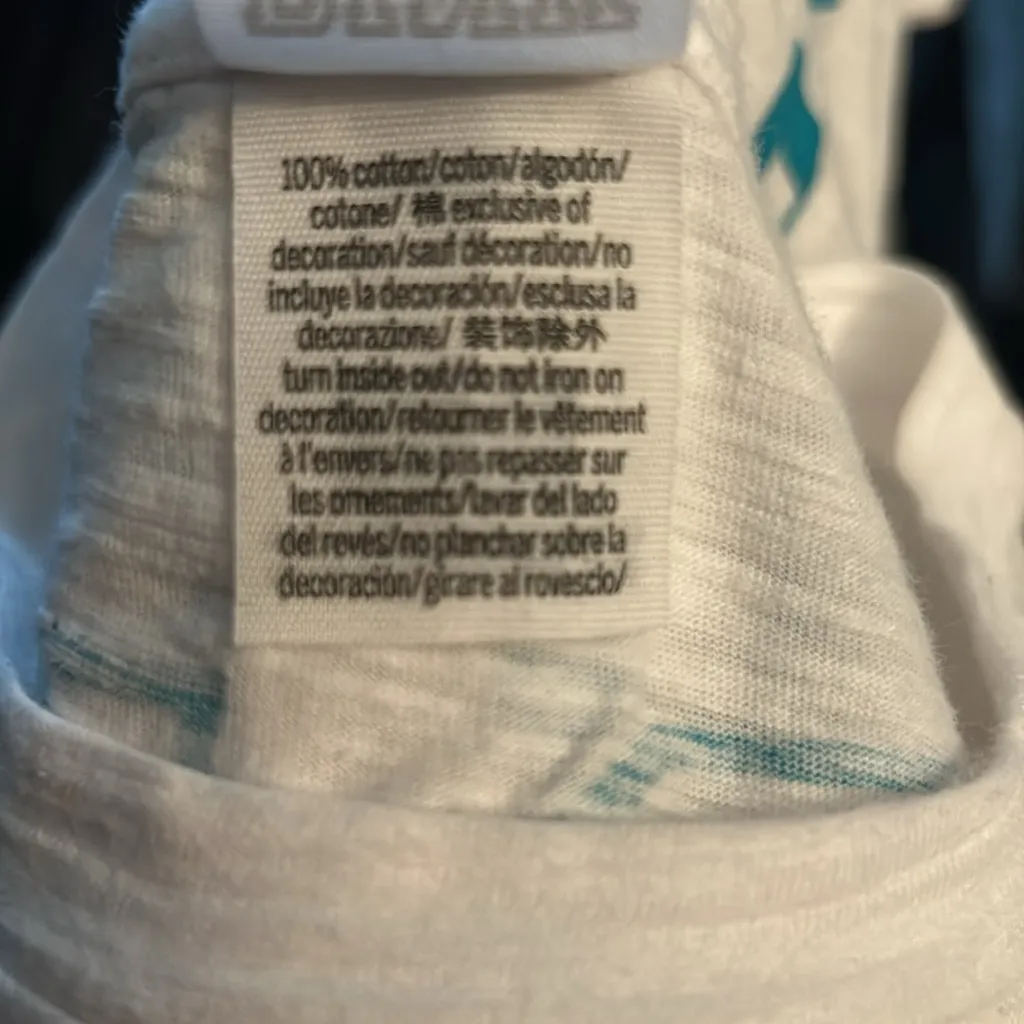 100% cotton/coton/algodón/
cotone/ 棉 exclusive of
decoration/sauf décoration/no
incluye la decoración/esclusa la
decorazione/ 装饰除外
turn inside out/do not iron on
decoration/retourner le vêtement
à l'envers/ne pas repasser sur
les ornements/lavar del lado
del revés/no planchar sobre la
decoración/girare al rovescio/